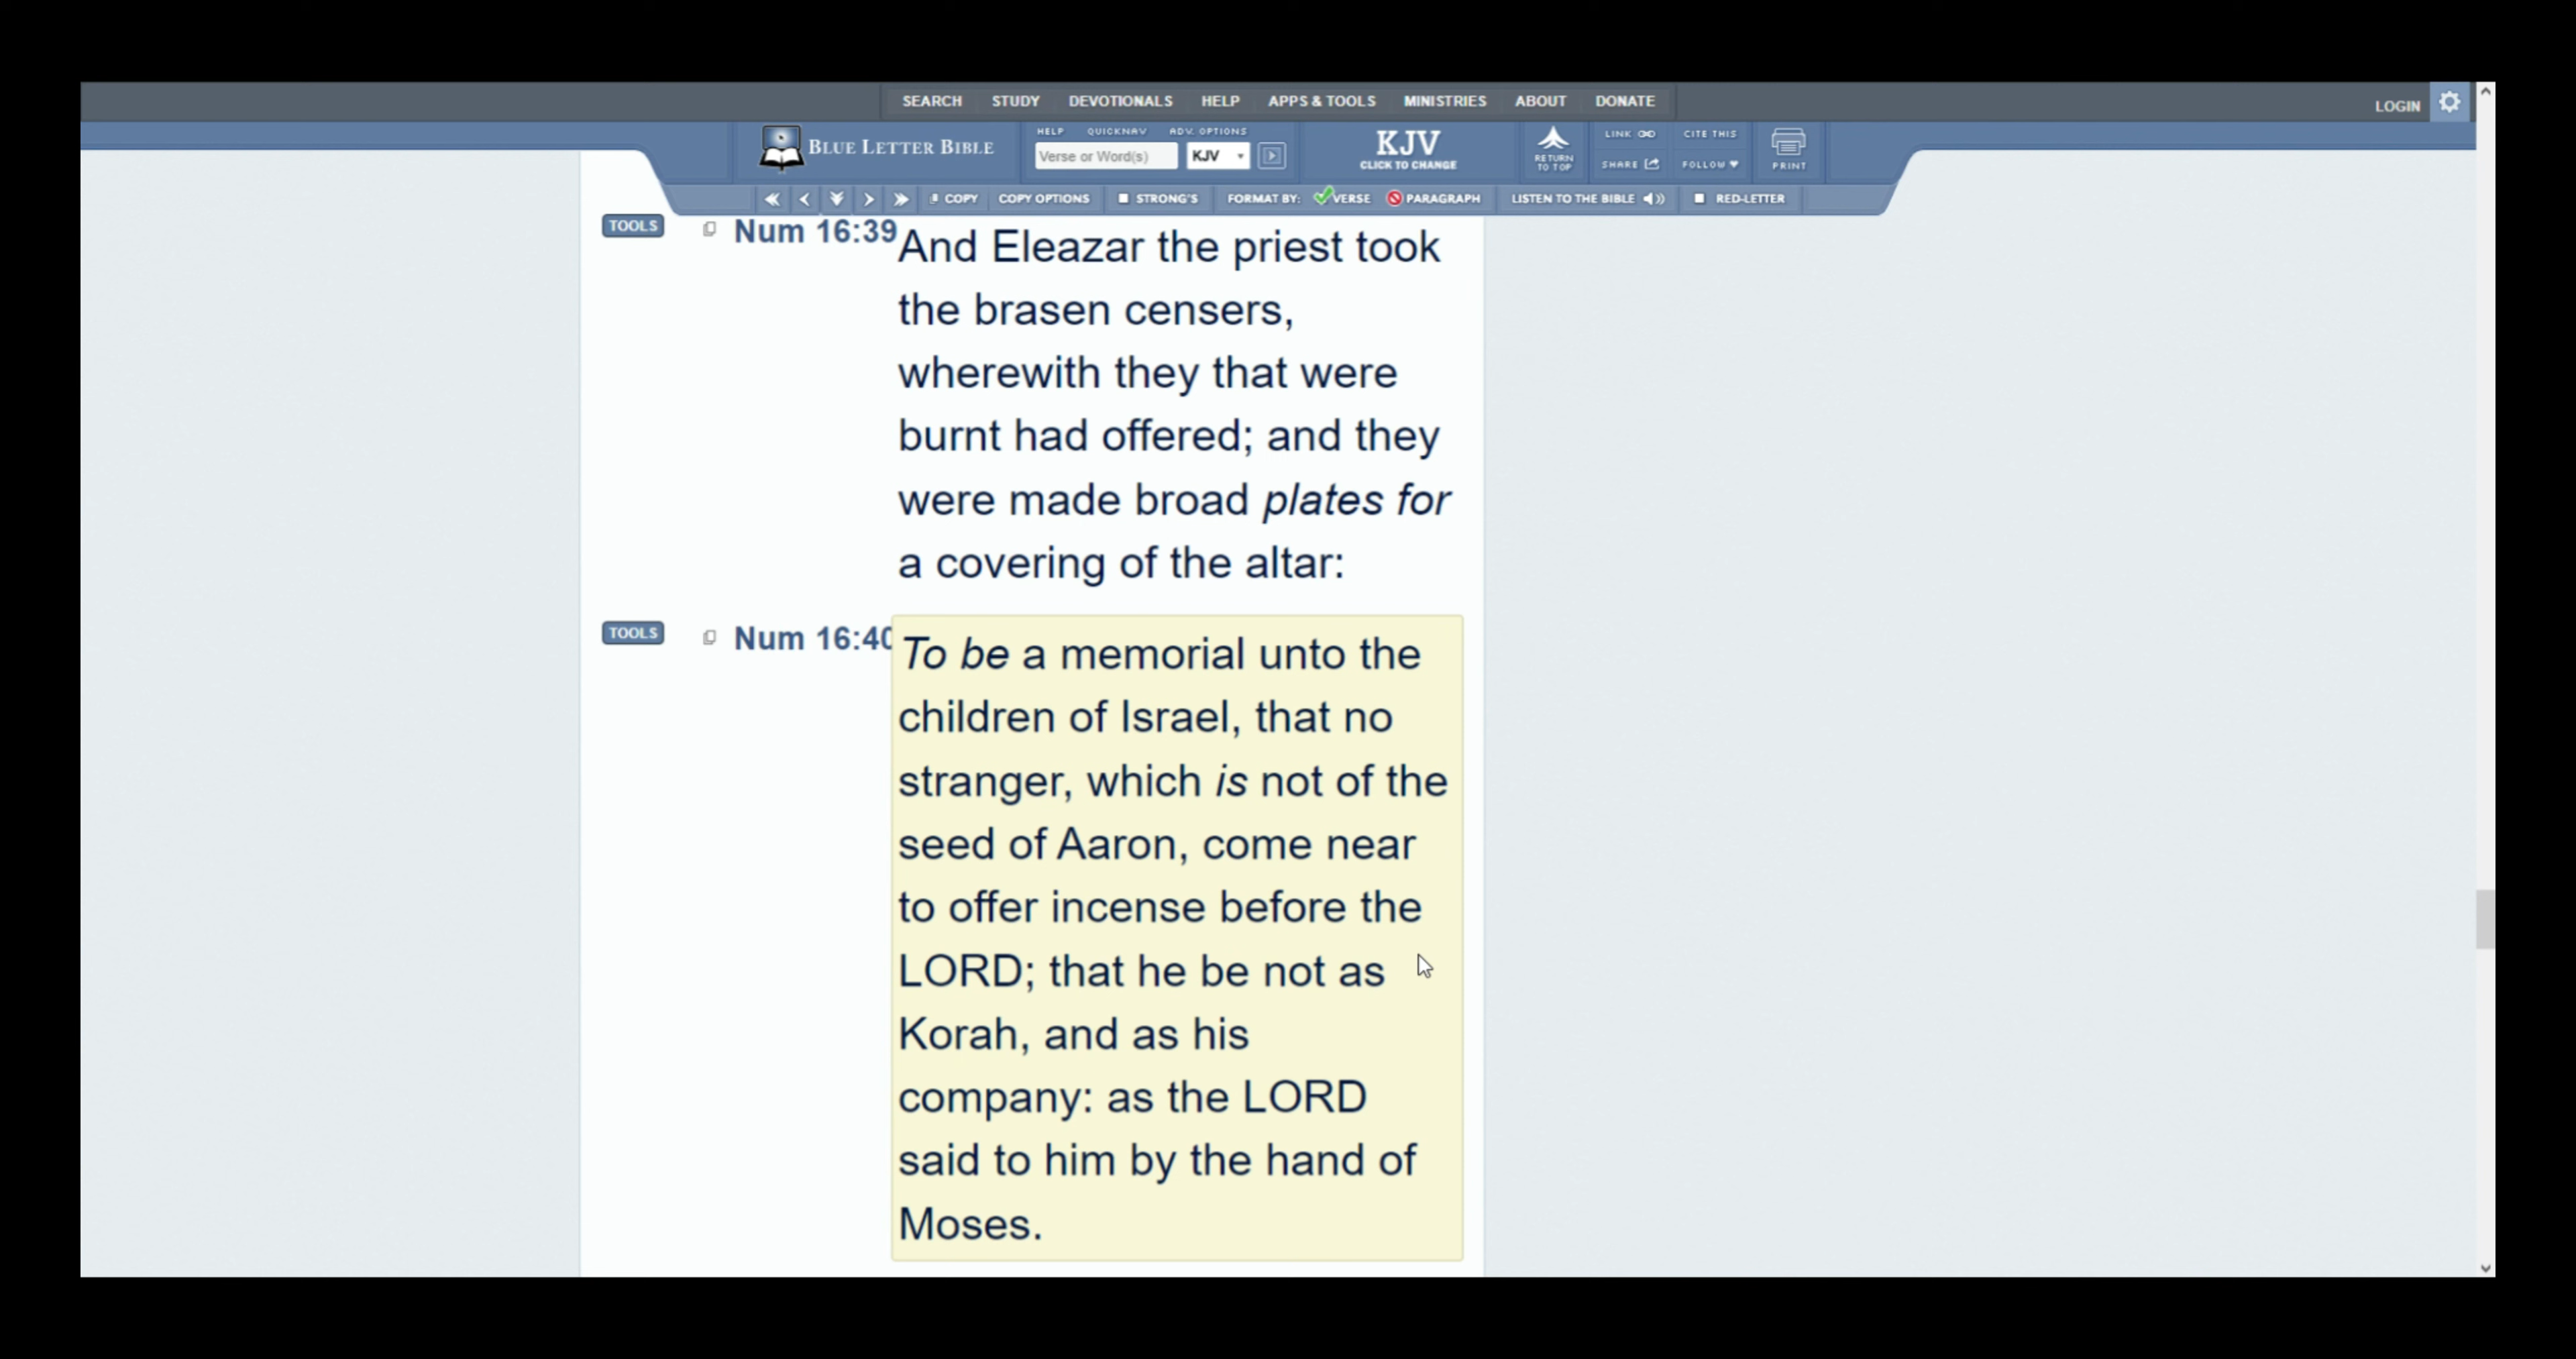 SEARCH STUDY DEVOTIONALS HELP APPS & TOOLS MINISTRIES ABOUT DONATE
LOGIN
BLUE LETTER BIBLE
HELP QUICKNAV ADV. OPTIONS
Verse or Word(s) KJV
KJV
CLICK TO CHANGE
RETURN
TO TOP
LINK CITE THIS
SHARE FOLLOW
PRINT
COPY COPY OPTIONS STRONG'S FORMAT BY: VERSE PARAGRAPH LISTEN TO THE BIBLE RED-LETTER
TOOLS Num 16:39 And Eleazar the priest took
the brasen censers,
wherewith they that were
burnt had offered; and they
were made broad plates for
a covering of the altar:
TOOLS Num 16:40 To be a memorial unto the
children of Israel, that no
stranger, which is not of the
seed of Aaron, come near
to offer incense before the
LORD; that he be not as
Korah, and as his
company: as the LORD
said to him by the hand of
Moses.